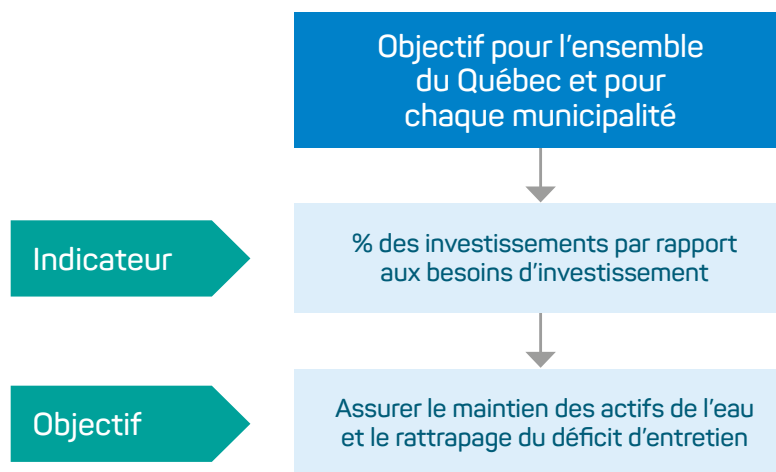 Objectif pour l’ensemble
du Québec et pour
chaque municipalité
Indicateur
% des investissements par rapport
aux besoins d’investissement
Objectif
Assurer le maintien des actifs de l’eau
et le rattrapage du déficit d’entretien